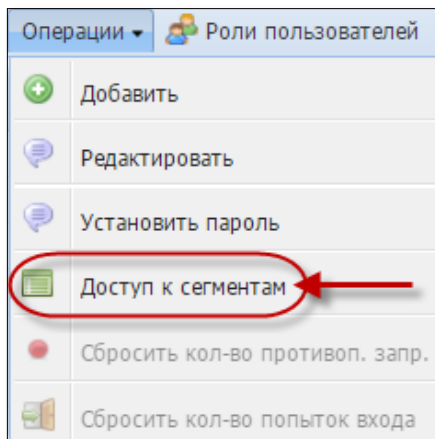 Операции Роли пользователей
Добавить
Редактировать
Установить пароль
Доступ к сегментам
Сбросить кол-во противоп. запр.
Сбросить кол-во попыток входа